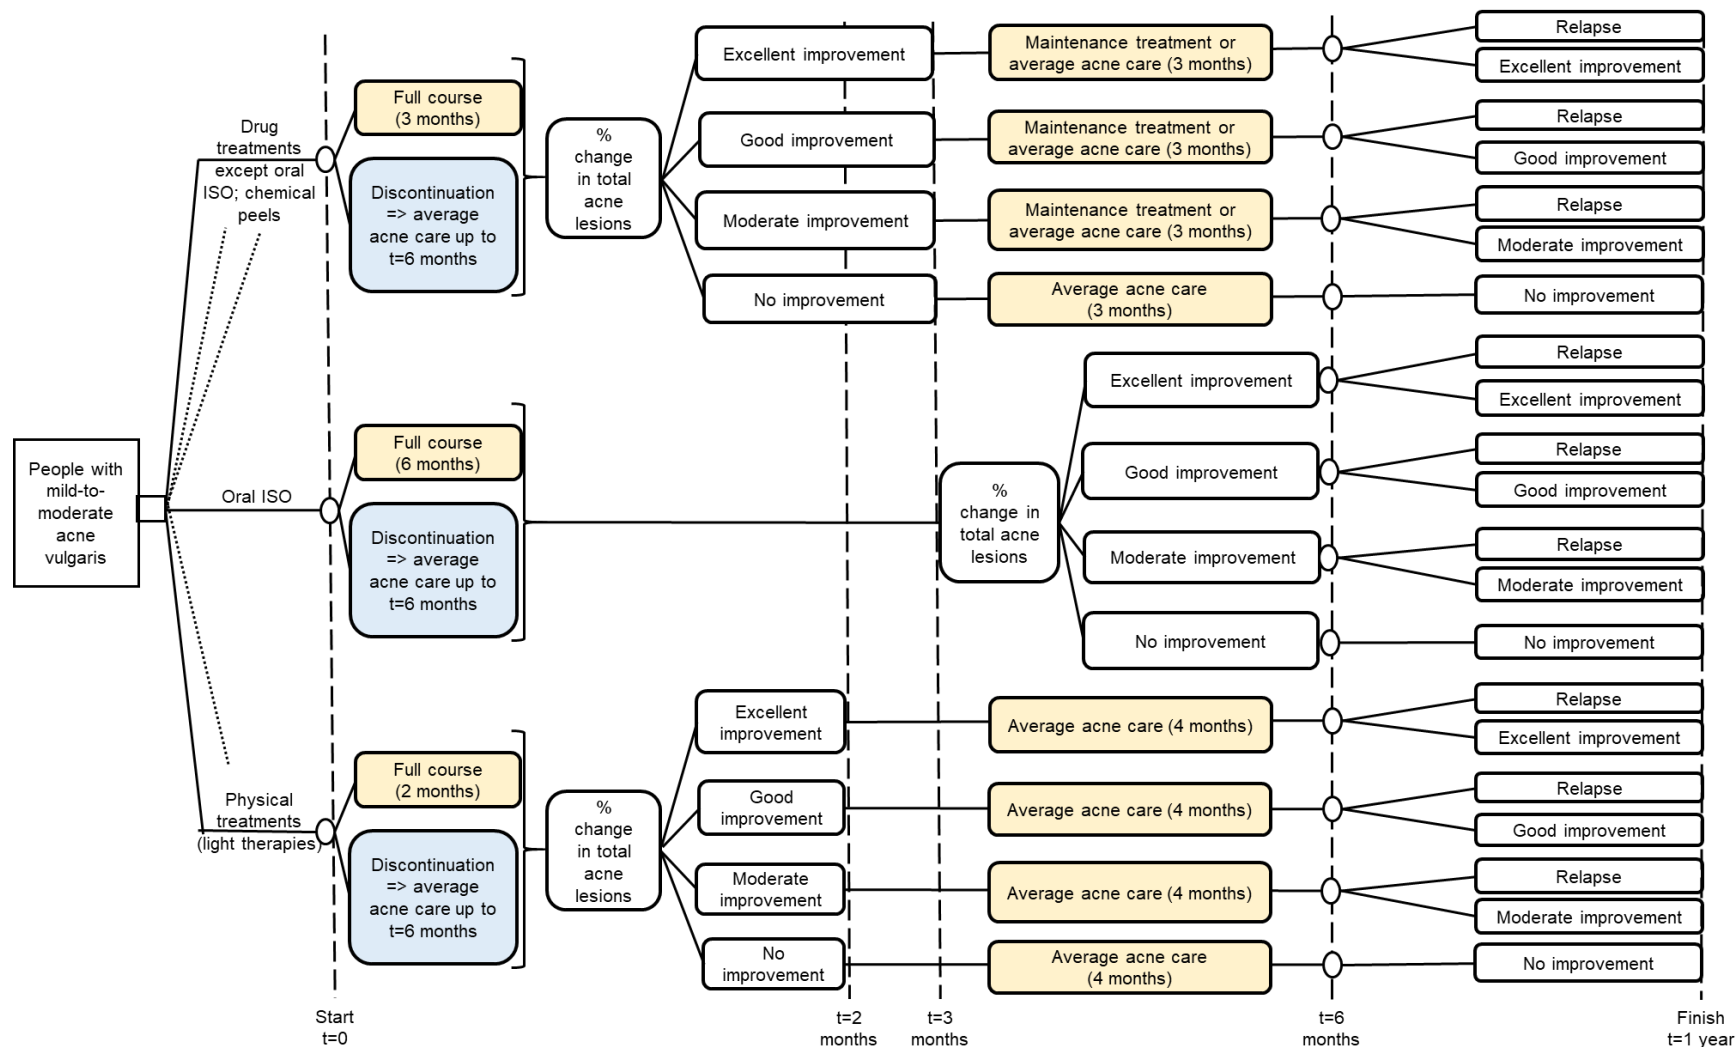 People with
mild-to-
moderate
acne
vulgaris
Drug
treatments
except oral
ISO; chemical
peels
Full course
(3 months)
Discontinuation
=> average
acne care up to
t=6 months
%
change
in total
acne
lesions
Excellent improvement
Good improvement
Moderate improvement
No improvement
Maintenance treatment or
average acne care (3 months)
Maintenance treatment or
average acne care (3 months)
Maintenance treatment or
average acne care (3 months)
Average acne care
(3 months)
Relapse
Excellent improvement
Relapse
Good improvement
Relapse
Moderate improvement
No improvement
Oral ISO
Full course
(6 months)
Discontinuation
=> average
acne care up to
t=6 months
%
change in
total acne
lesions
Excellent improvement
Good improvement
Moderate improvement
No improvement
Relapse
Excellent improvement
Relapse
Good improvement
Relapse
Moderate improvement
No improvement
Physical
treatments
(light therapies)
Full course
(2 months)
Discontinuation
=> average
acne care up to
t=6 months
%
change
in total
acne
lesions
Excellent
improvement
Good
improvement
Moderate
improvement
No
improvement
Average acne care (4 months)
Average acne care (4 months)
Average acne care (4 months)
Average acne care
(4 months)
Relapse
Excellent improvement
Relapse
Good improvement
Relapse
Moderate improvement
No improvement
Start
t=0
t=2
months
t=3
months
t=6
months
Finish
t=1 year